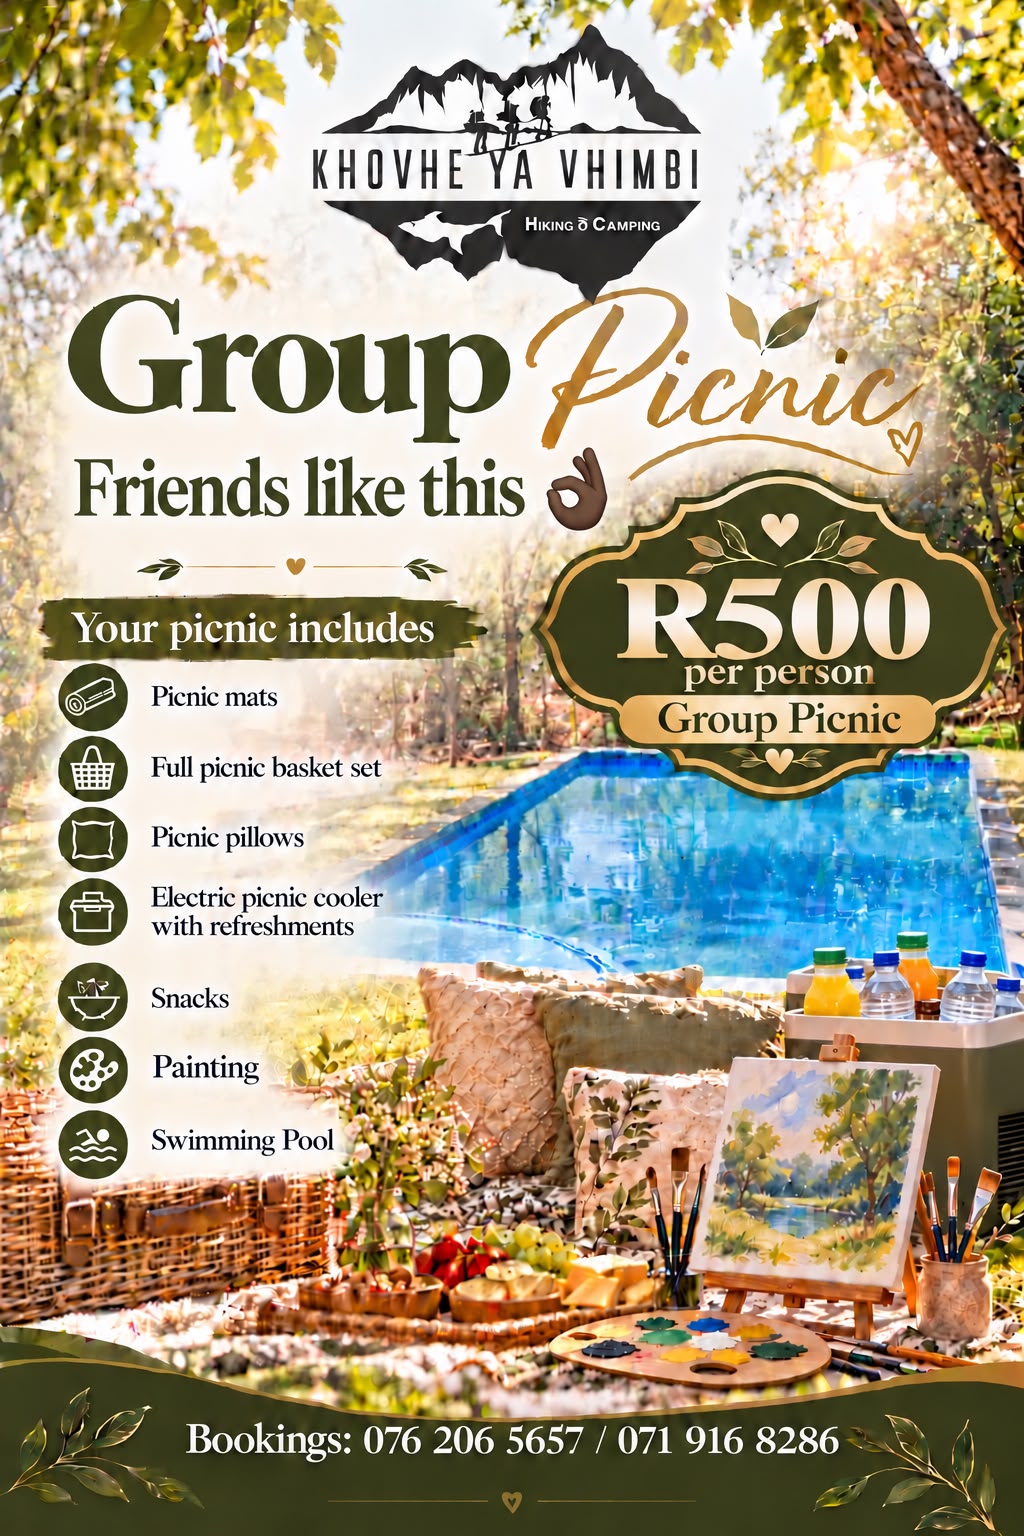 KHOVHE YA VHIMBI
HIKING & CAMPING
Group Picnic
Friends like this 👌🏿
R500
per person
Group Picnic
Your picnic includes
Picnic mats
Full picnic basket set
Picnic pillows
Electric picnic cooler
with refreshments
Snacks
Painting
Swimming Pool
Bookings: 076 206 5657 / 071 916 8286